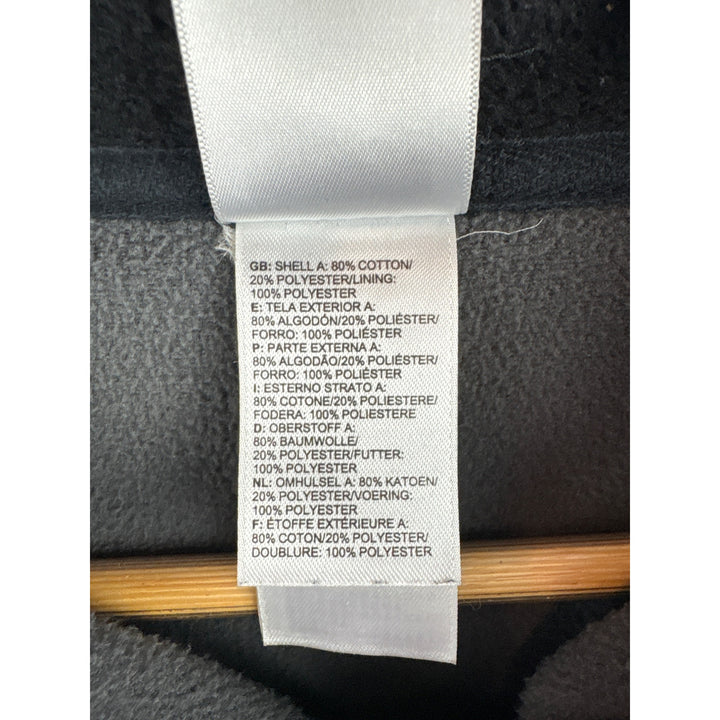 GB: SHELL A: 80% COTTON/
20% POLYESTER/LINING:
100% POLYESTER
E: TELA EXTERIOR A:
80% ALGODÓN/20% POLIÉSTER/
FORRO: 100% POLIÉSTER
P: PARTE EXTERNA A:
80% ALGODÃO/20% POLIÉSTER/
FORRO: 100% POLIÉSTER
I: ESTERNO STRATO A:
80% COTONE/20% POLIESTERE/
FODERA: 100% POLIESTERE
D: OBERSTOFF A:
80% BAUMWOLLE/
20% POLYESTER/FUTTER:
100% POLYESTER
NL: OMHULSEL A: 80% KATOEN/
20% POLYESTER/VOERING:
100% POLYESTER
F: ÉTOFFE EXTÉRIEURE A:
80% COTON/20% POLYESTER/
DOUBLURE: 100% POLYESTER